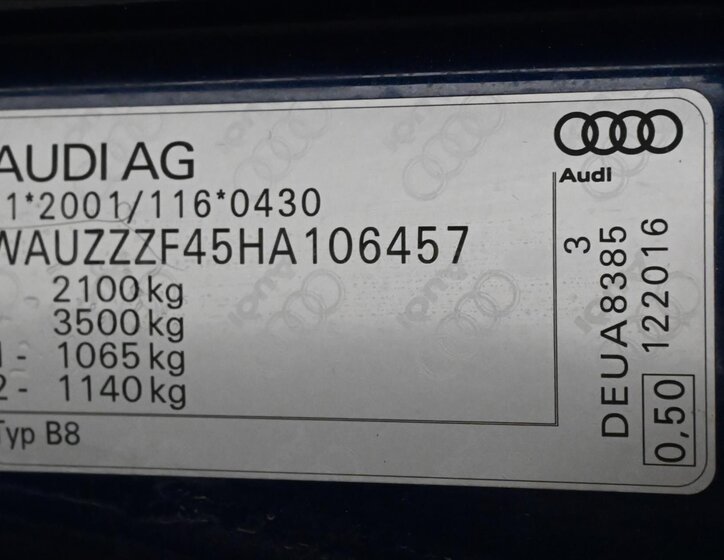 AUDI AG
1*2001/116*0430
WAUZZZF45HA106457
- 2100 kg
3500 kg
1 - 1065 kg
2 - 1140 kg
Typ B8
Audi
3
DEUA8385
122016
0,50